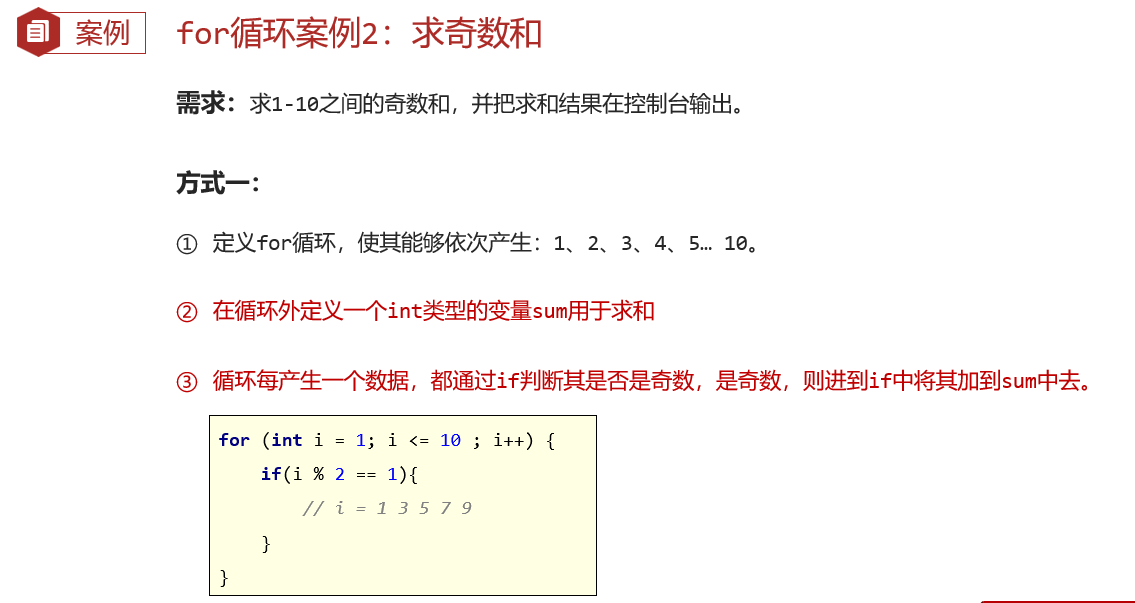 案例
for循环案例2：求奇数和
需求：求1-10之间的奇数和，并把求和结果在控制台输出。
方式一：
① 定义for循环，使其能够依次产生：1、2、3、4、5… 10。
② 在循环外定义一个int类型的变量sum用于求和
③ 循环每产生一个数据，都通过if判断其是否是奇数，是奇数，则进到if中将其加到sum中去。
for (int i = 1; i <= 10 ; i++) {
    if(i % 2 == 1){
        // i = 1 3 5 7 9
    }
}